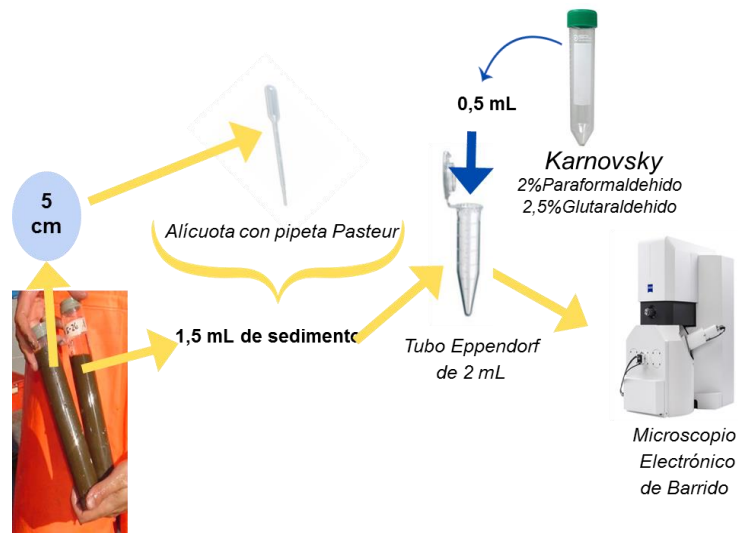 0,5 mL
Karnovsky
2%Paraformaldehido
2,5%Glutaraldehido
5
cm
Alícuota con pipeta Pasteur
1,5 mL de sedimento
Tubo Eppendorf
de 2 mL
Microscopio
Electrónico
de Barrido